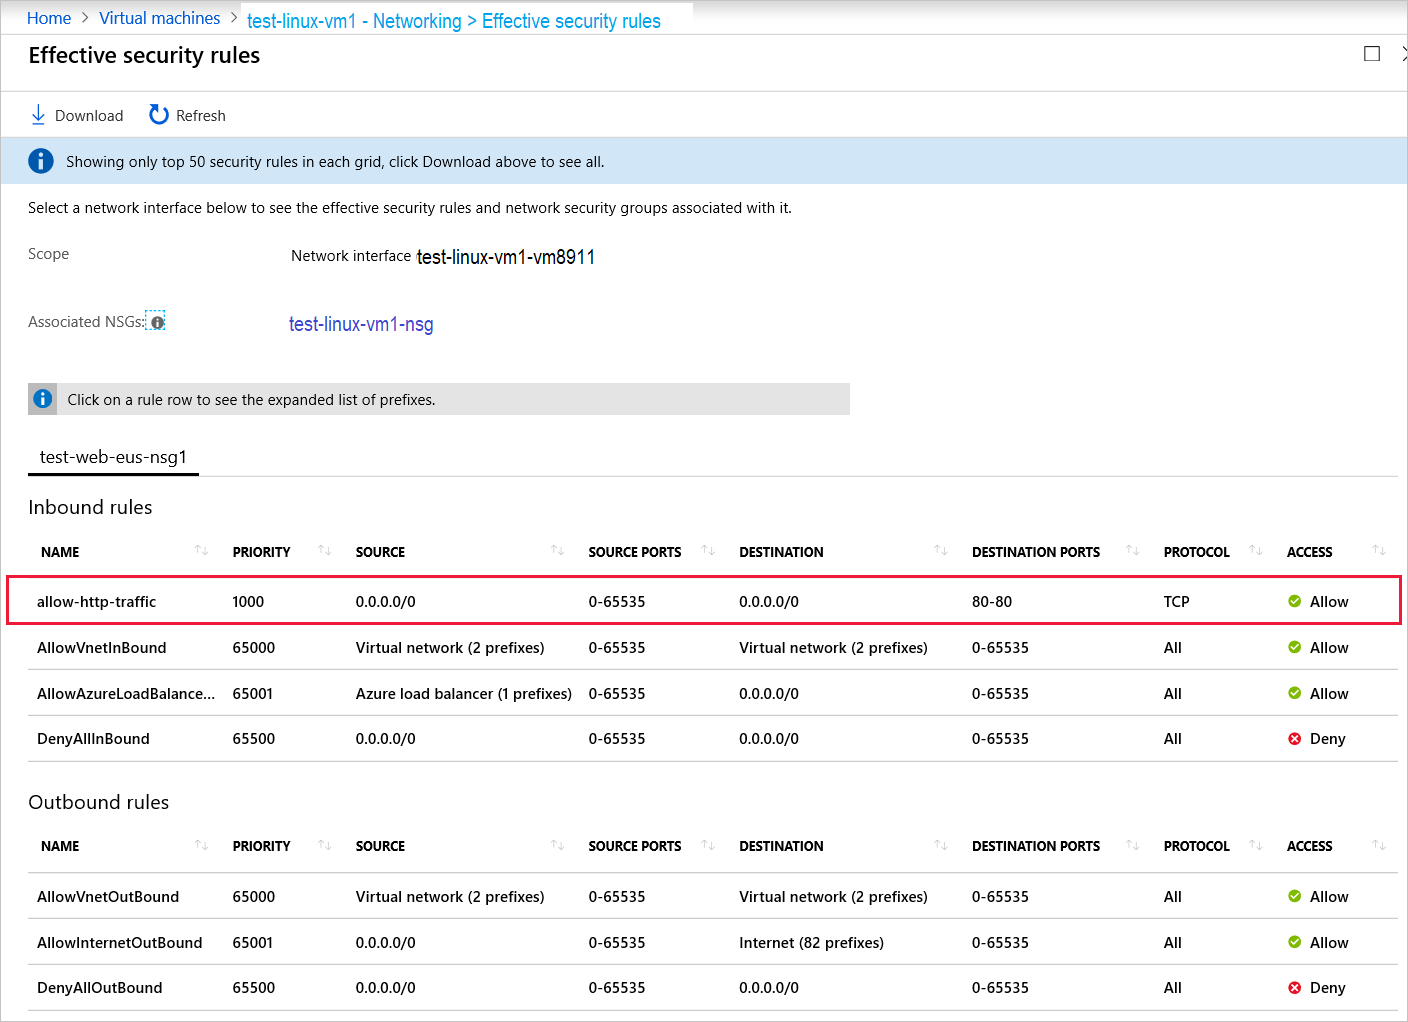 Home > Virtual machines > test-linux-vm1 - Networking > Effective security rules
Effective security rules
Download Refresh
Showing only top 50 security rules in each grid, click Download above to see all.
Select a network interface below to see the effective security rules and network security groups associated with it.
Scope Network interface test-linux-vm1-vm8911
Associated NSGs: test-linux-vm1-nsg
Click on a rule row to see the expanded list of prefixes.
test-web-eus-nsg1
Inbound rules
NAME PRIORITY SOURCE SOURCE PORTS DESTINATION DESTINATION PORTS PROTOCOL ACCESS
allow-http-traffic 1000 0.0.0.0/0 0-65535 0.0.0.0/0 80-80 TCP Allow
AllowVnetInBound 65000 Virtual network (2 prefixes) 0-65535 Virtual network (2 prefixes) 0-65535 All Allow
AllowAzureLoadBalance... 65001 Azure load balancer (1 prefixes) 0-65535 0.0.0.0/0 0-65535 All Allow
DenyAllInBound 65500 0.0.0.0/0 0-65535 0.0.0.0/0 0-65535 All Deny
Outbound rules
NAME PRIORITY SOURCE SOURCE PORTS DESTINATION DESTINATION PORTS PROTOCOL ACCESS
AllowVnetOutBound 65000 Virtual network (2 prefixes) 0-65535 Virtual network (2 prefixes) 0-65535 All Allow
AllowInternetOutBound 65001 0.0.0.0/0 0-65535 Internet (82 prefixes) 0-65535 All Allow
DenyAllOutBound 65500 0.0.0.0/0 0-65535 0.0.0.0/0 0-65535 All Deny